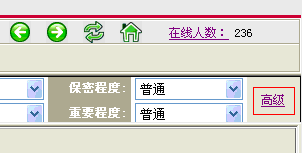 在线人数： 236
保密程度： 普通
高级
重要程度： 普通